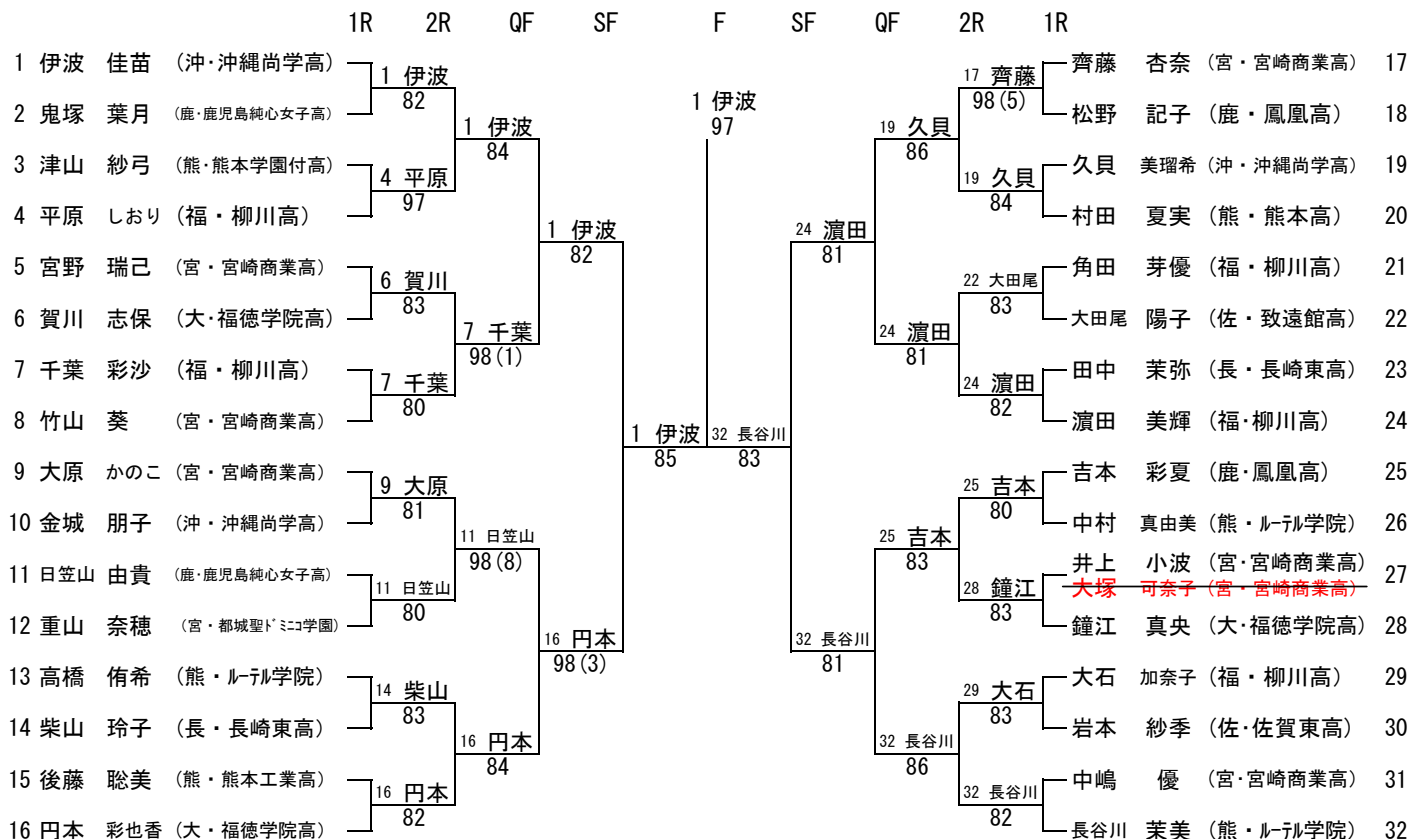 1R 2R QF SF F SF QF 2R 1R
1 伊波 佳苗 (沖・沖縄尚学高)
2 鬼塚 葉月 (鹿・鹿児島純心女子高)
3 津山 紗弓 (熊・熊本学園付高)
4 平原 しおり (福・柳川高)
5 宮野 瑞己 (宮・宮崎商業高)
6 賀川 志保 (大・福徳学院高)
7 千葉 彩沙 (福・柳川高)
8 竹山 葵 (宮・宮崎商業高)
9 大原 かのこ (宮・宮崎商業高)
10 金城 朋子 (沖・沖縄尚学高)
11 日笠山 由貴 (鹿・鹿児島純心女子高)
12 重山 奈穂 (宮・都城聖ﾄﾞﾐﾆｺ学園)
13 高橋 侑希 (熊・ﾙｰﾃﾙ学院)
14 柴山 玲子 (長・長崎東高)
15 後藤 聡美 (熊・熊本工業高)
16 円本 彩也香 (大・福徳学院高)
1 伊波
82
4 平原
97
6 賀川
83
7 千葉
80
9 大原
81
11 日笠山
80
14 柴山
83
16 円本
82
1 伊波
84
7 千葉
98(1)
11 日笠山
98(8)
16 円本
84
1 伊波
82
16 円本
98(3)
1 伊波
85
1 伊波
97
32 長谷川
83
24 濵田
81
32 長谷川
81
19 久貝
86
24 濵田
81
25 吉本
83
32 長谷川
86
17 齊藤
98(5)
19 久貝
84
22 大田尾
83
24 濵田
82
25 吉本
80
28 鐘江
83
29 大石
83
32 長谷川
82
齊藤 杏奈 (宮・宮崎商業高) 17
松野 記子 (鹿・鳳凰高) 18
久貝 美瑠希 (沖・沖縄尚学高) 19
村田 夏実 (熊・熊本高) 20
角田 芽優 (福・柳川高) 21
大田尾 陽子 (佐・致遠館高) 22
田中 茉弥 (長・長崎東高) 23
濵田 美輝 (福・柳川高) 24
吉本 彩夏 (鹿・鳳凰高) 25
中村 真由美 (熊・ﾙｰﾃﾙ学院) 26
井上 小波 (宮・宮崎商業高) 27
大塚 可奈子 (宮・宮崎商業高)
鐘江 真央 (大・福徳学院高) 28
大石 加奈子 (福・柳川高) 29
岩本 紗季 (佐・佐賀東高) 30
中嶋 優 (宮・宮崎商業高) 31
長谷川 茉美 (熊・ﾙｰﾃﾙ学院) 32